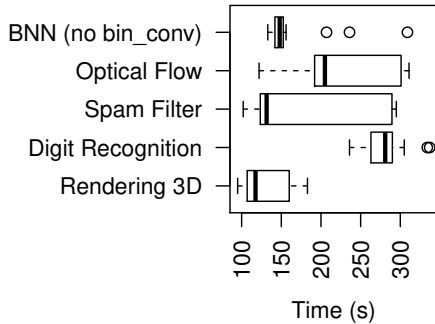 BNN (no bin_conv)
Optical Flow
Spam Filter
Digit Recognition
Rendering 3D
100
150
200
250
300
Time (s)